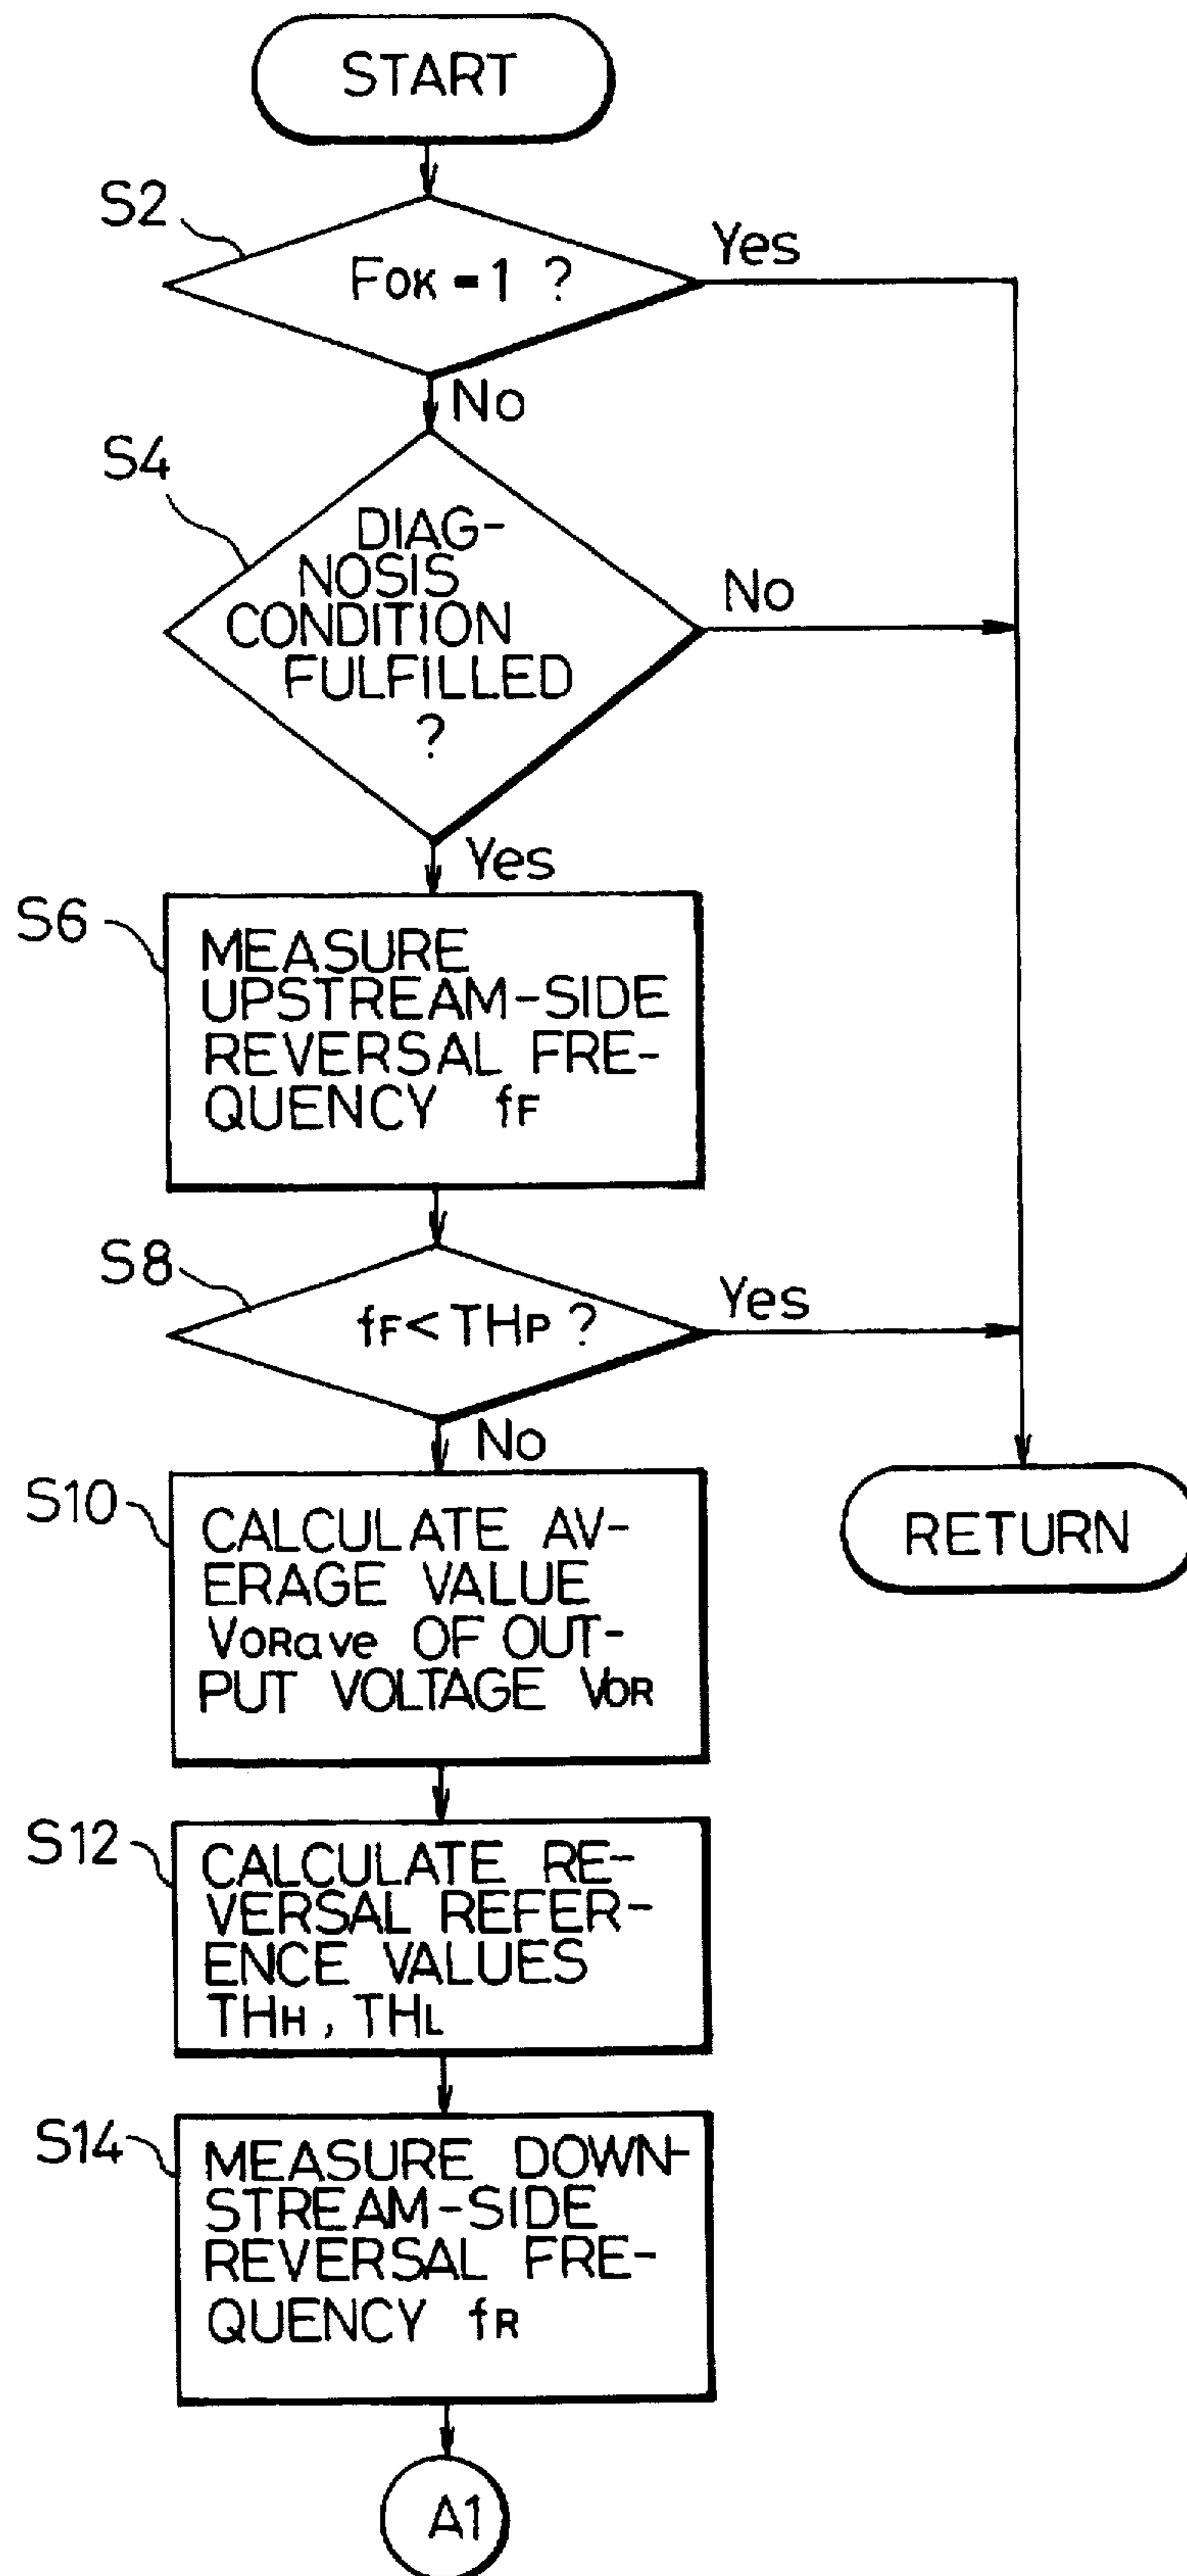 START
S2
FOK = 1 ?
Yes
No
S4
DIAG-
NOSIS
CONDITION
FULFILLED
?
No
Yes
S6
MEASURE
UPSTREAM-SIDE
REVERSAL FRE-
QUENCY fF
S8
fF < THP ?
Yes
No
S10
CALCULATE AV-
ERAGE VALUE
VORave OF OUT-
PUT VOLTAGE VOR
RETURN
S12
CALCULATE RE-
VERSAL REFER-
ENCE VALUES
THH , THL
S14
MEASURE DOWN-
STREAM-SIDE
REVERSAL FRE-
QUENCY fR
A1